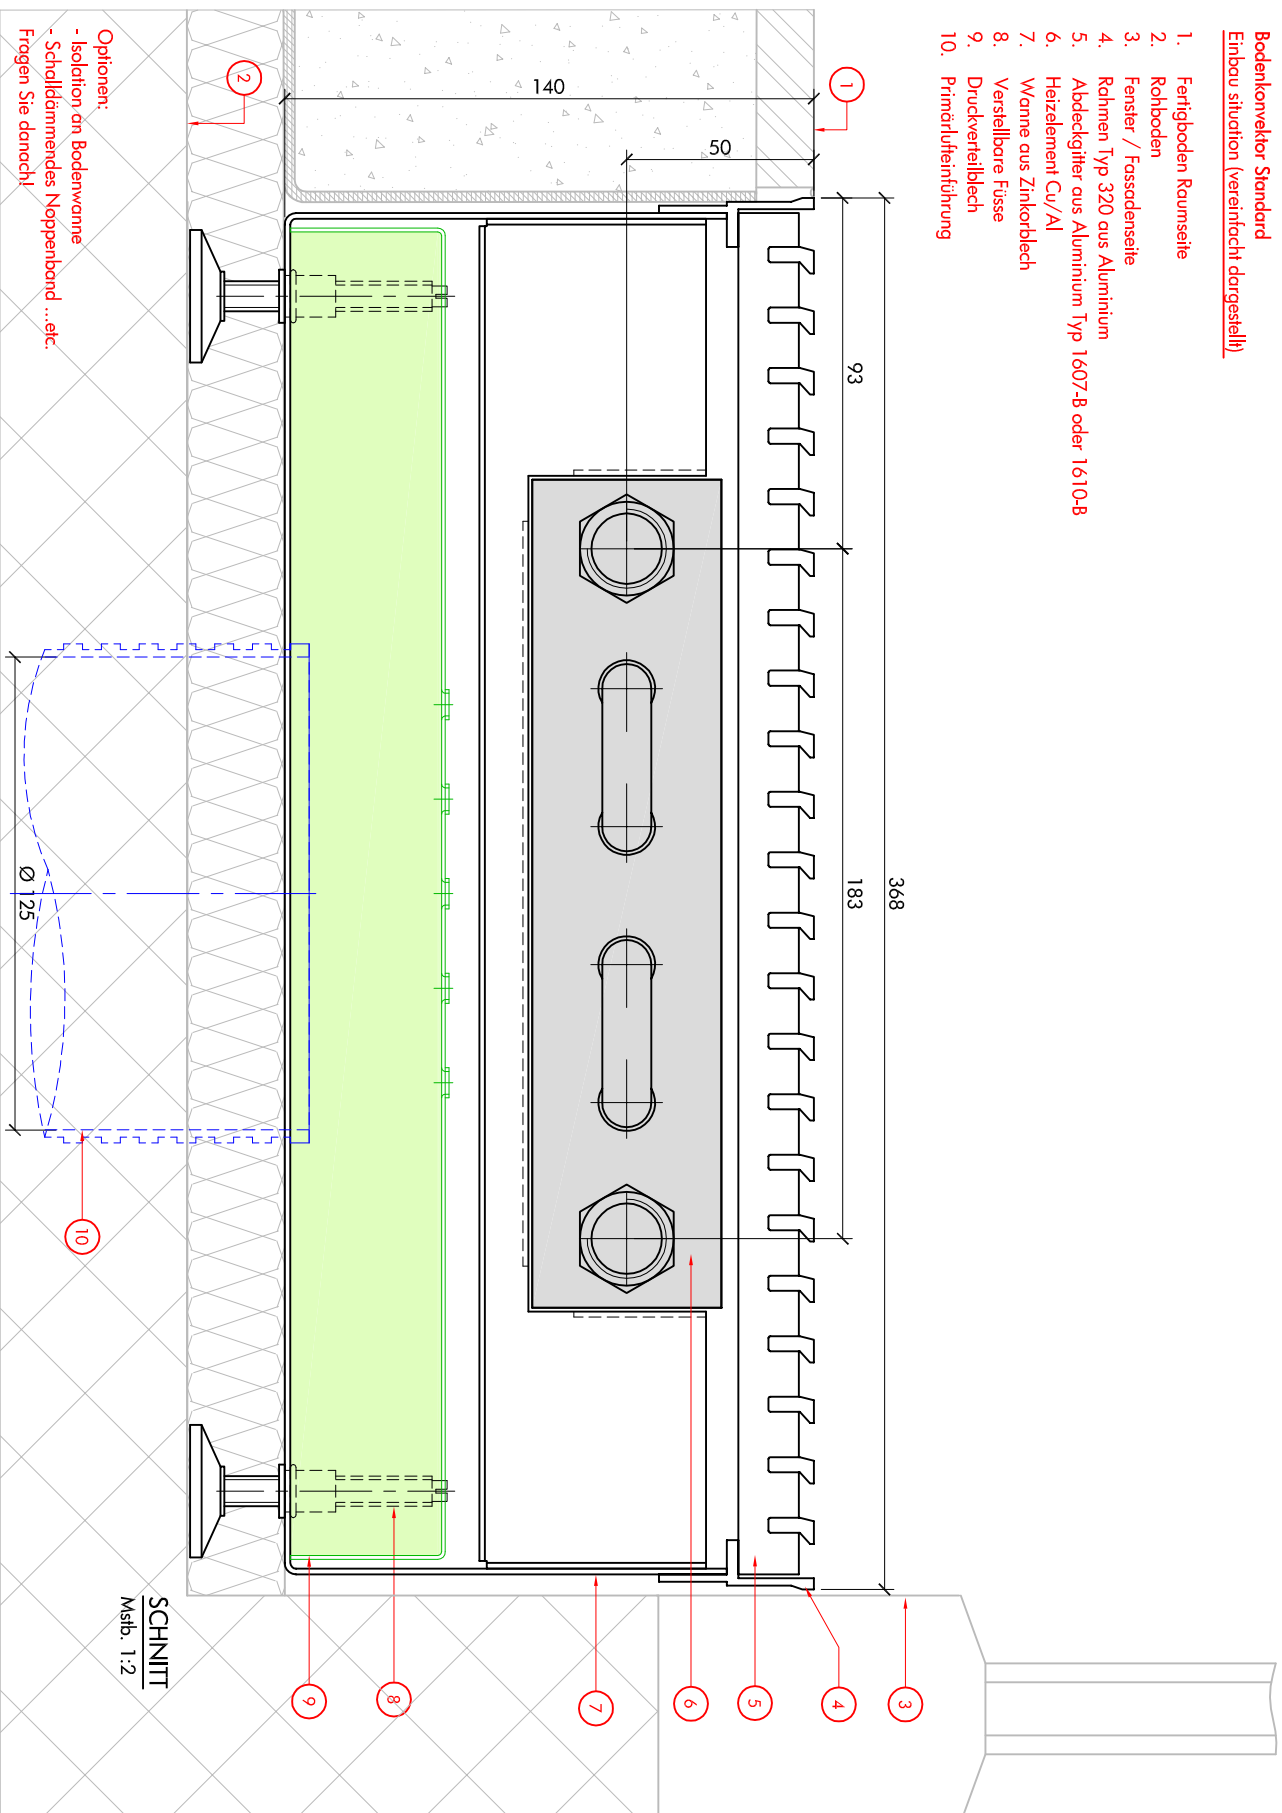 Bodenkonvektor Standard
Einbau situation (vereinfacht dargestellt)
1. Fertigboden Raumseite
2. Rohboden
3. Fenster / Fassadenseite
4. Rahmen Typ 320 aus Aluminium
5. Abdeckgitter aus Aluminium Typ 1607-B oder 1610-B
6. Heizelement Cu/Al
7. Wanne aus Zinkorblech
8. Verstellbare Füsse
9. Druckverteilblech
10. Primärlufteinführung
368
93
183
1
140
50
2
3
4
5
6
7
8
9
10
Ø 125
Optionen:
- Isolation an Bodenwanne
- Schalldämmendes Noppenband ...etc.
Fragen Sie danach!
SCHNITT
Mstb. 1:2